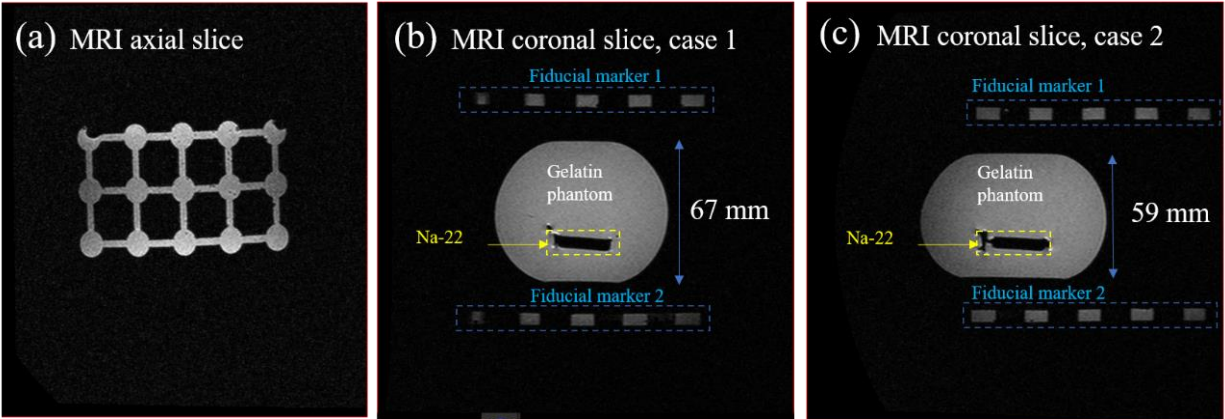 (a) MRI axial slice
(b) MRI coronal slice, case 1
Fiducial marker 1
Gelatin
phantom
67 mm
Na-22
Fiducial marker 2
(c) MRI coronal slice, case 2
Fiducial marker 1
Gelatin
phantom
59 mm
Na-22
Fiducial marker 2